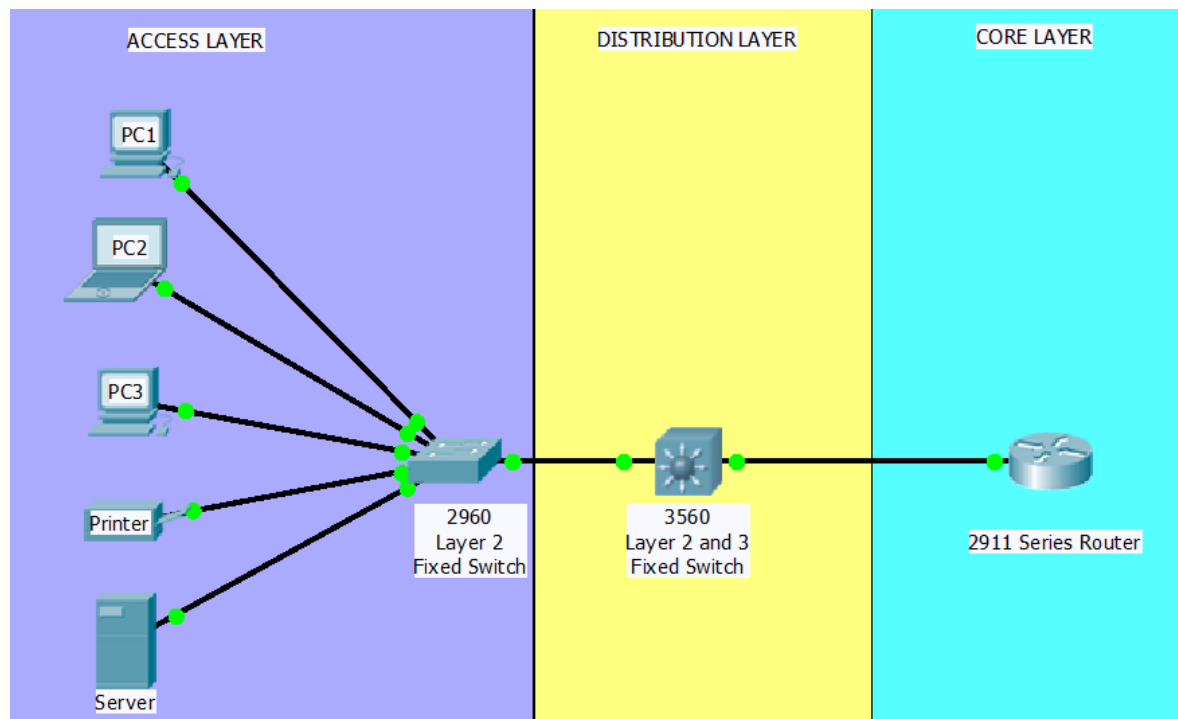 ACCESS LAYER
DISTRIBUTION LAYER
CORE LAYER
PC1
PC2
PC3
Printer
Server
2960
Layer 2
Fixed Switch
3560
Layer 2 and 3
Fixed Switch
2911 Series Router